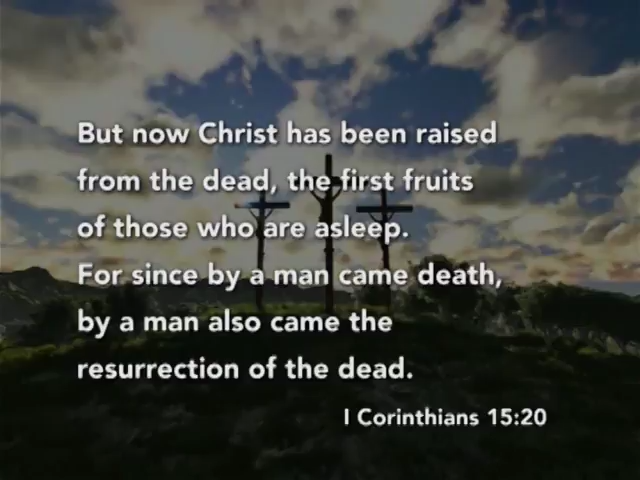 But now Christ has been raised
from the dead, the first fruits
of those who are asleep.
For since by a man came death,
by a man also came the
resurrection of the dead.
I Corinthians 15:20